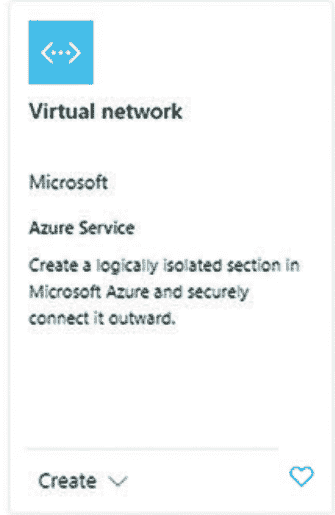 Virtual network
Microsoft
Azure Service
Create a logically isolated section in
Microsoft Azure and securely
connect it outward.
Create